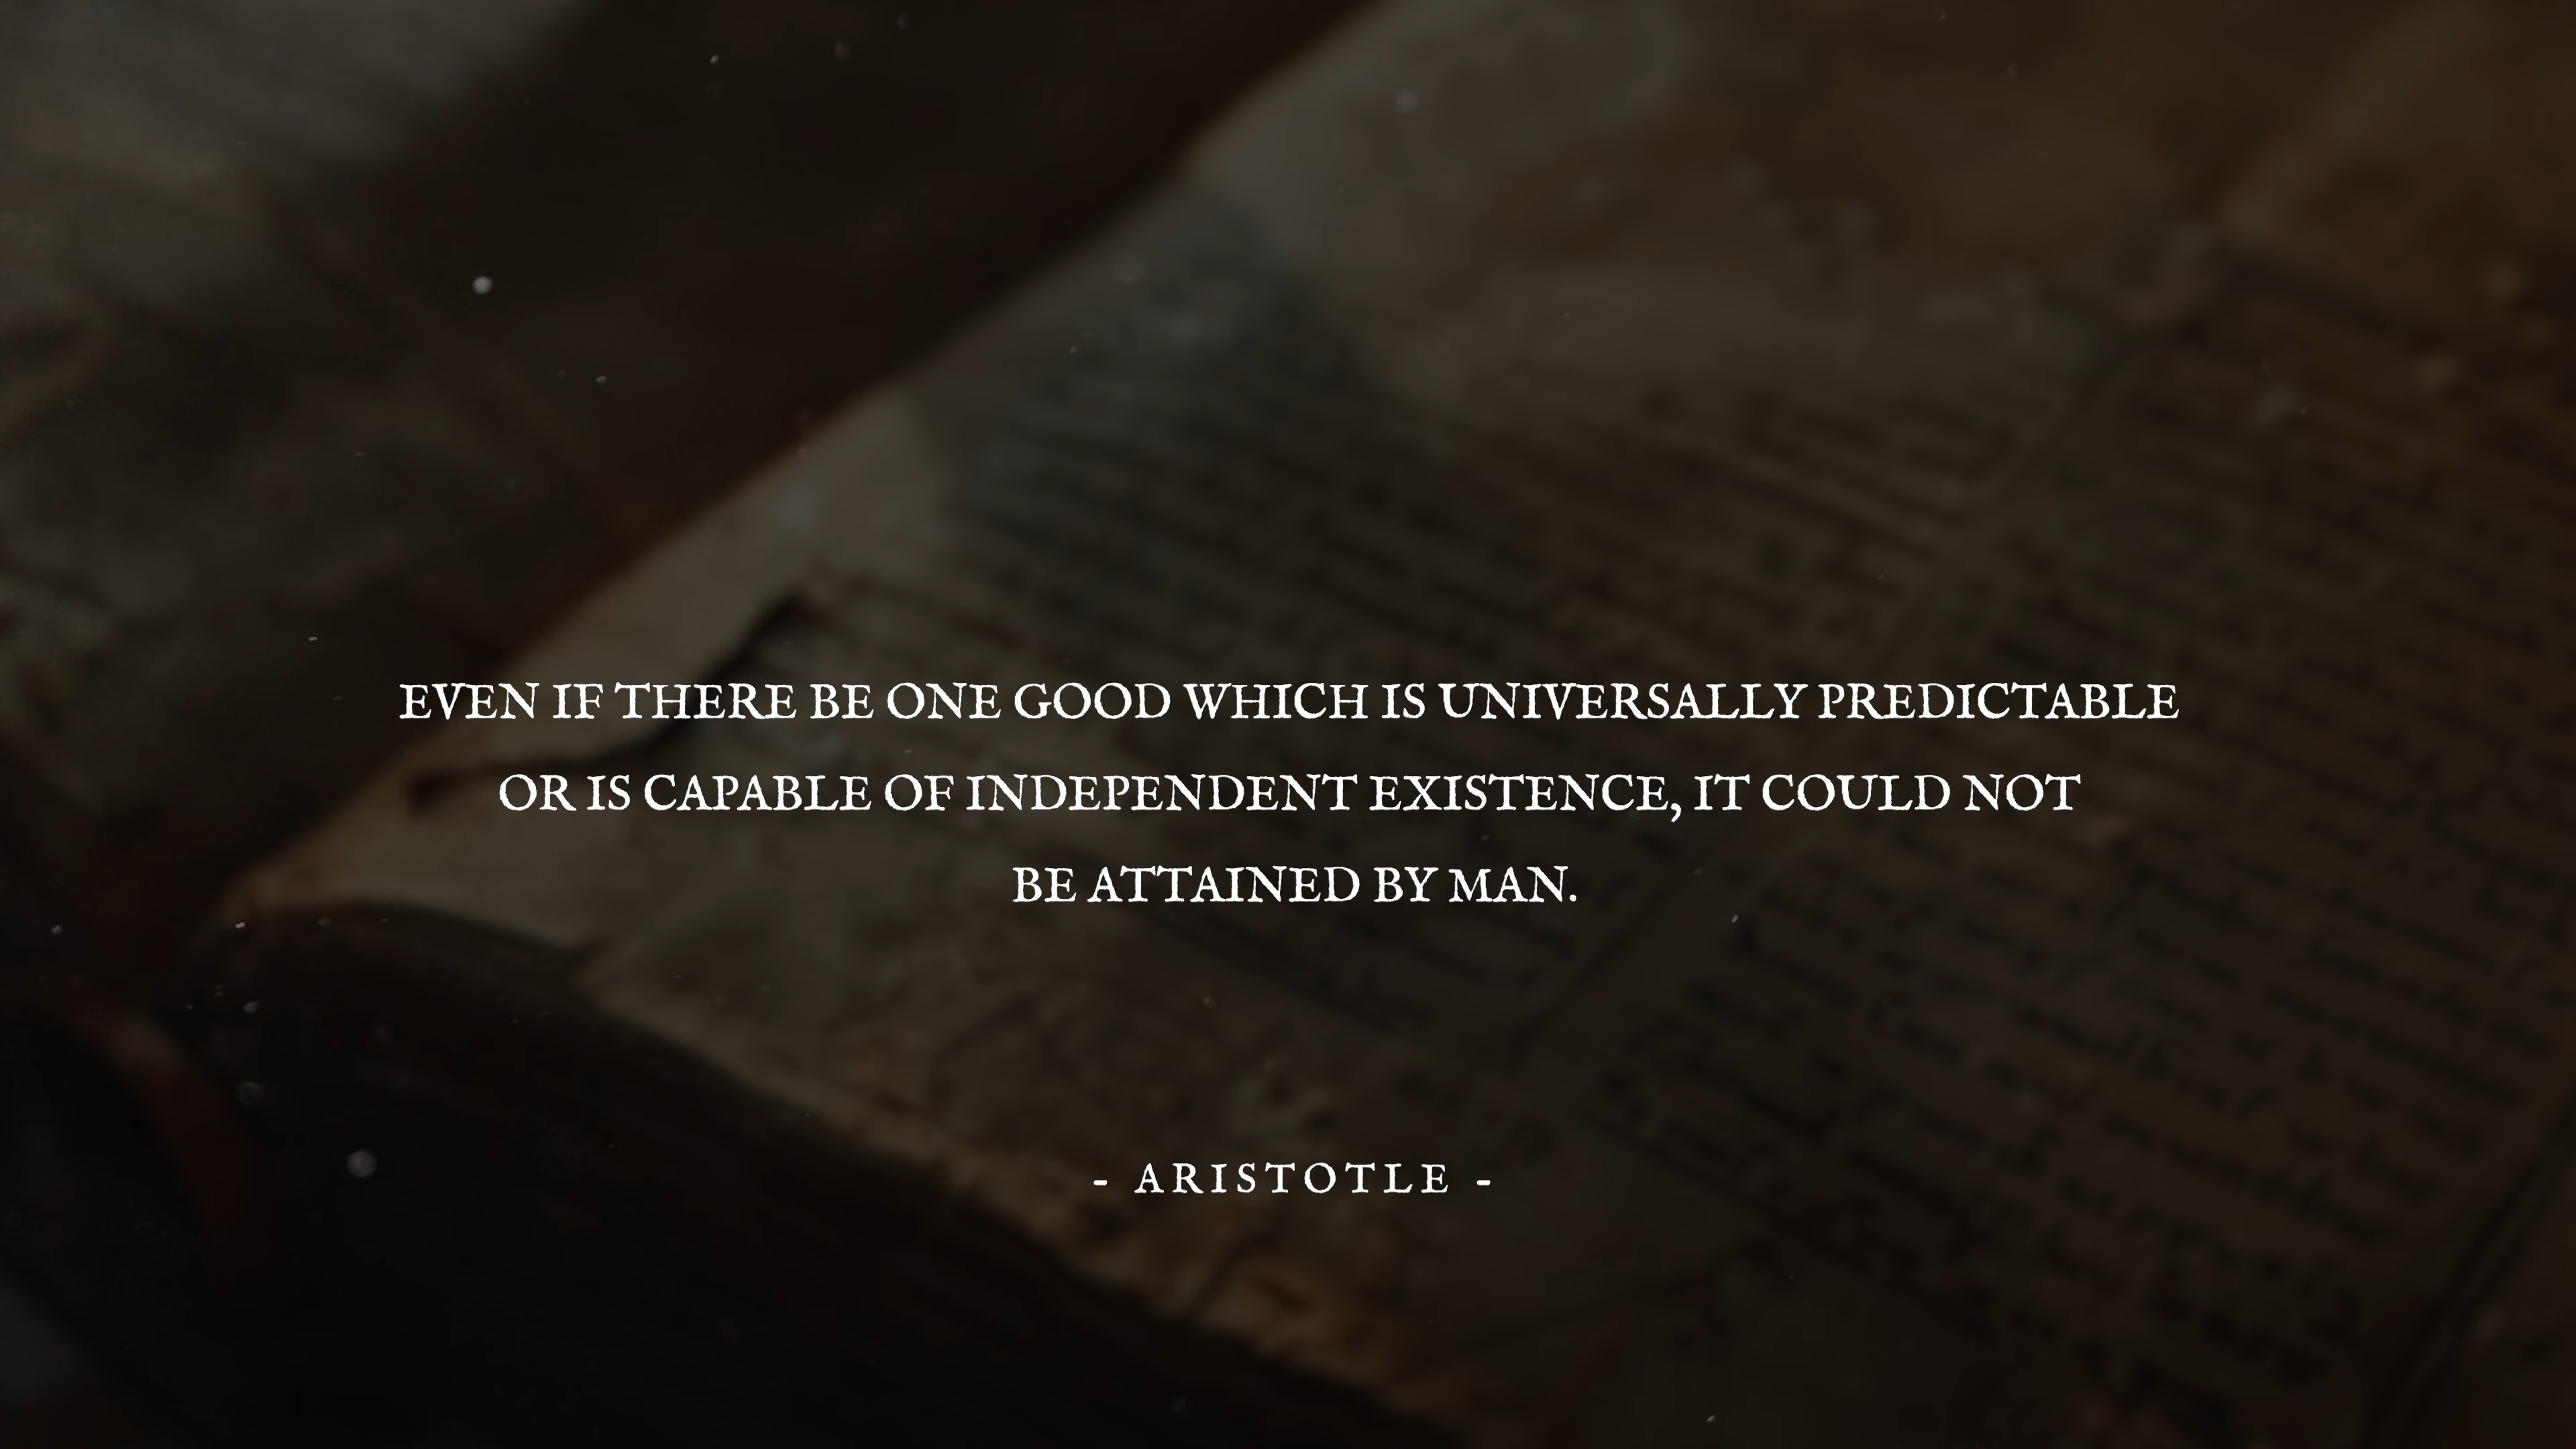 EVEN IF THERE BE ONE GOOD WHICH IS UNIVERSALLY PREDICTABLE
OR IS CAPABLE OF INDEPENDENT EXISTENCE, IT COULD NOT
BE ATTAINED BY MAN.
- ARISTOTLE -